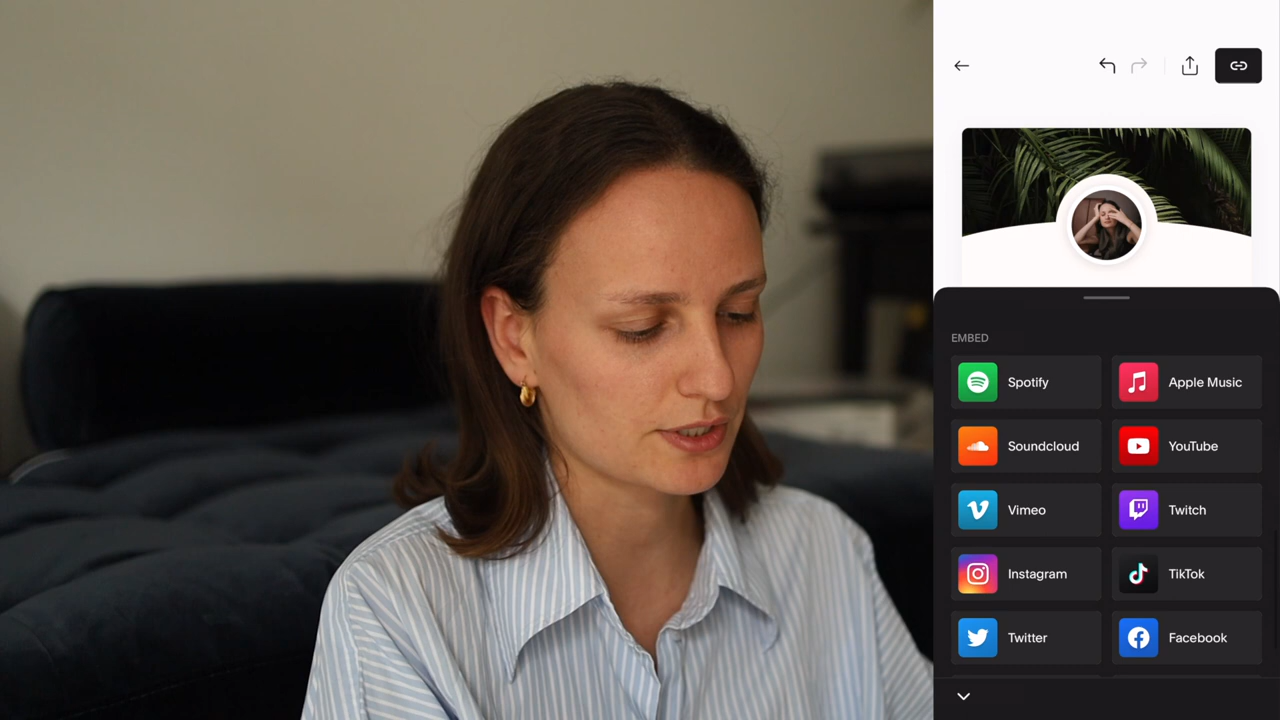 EMBED
Spotify
Apple Music
Soundcloud
YouTube
Vimeo
Twitch
Instagram
TikTok
Twitter
Facebook